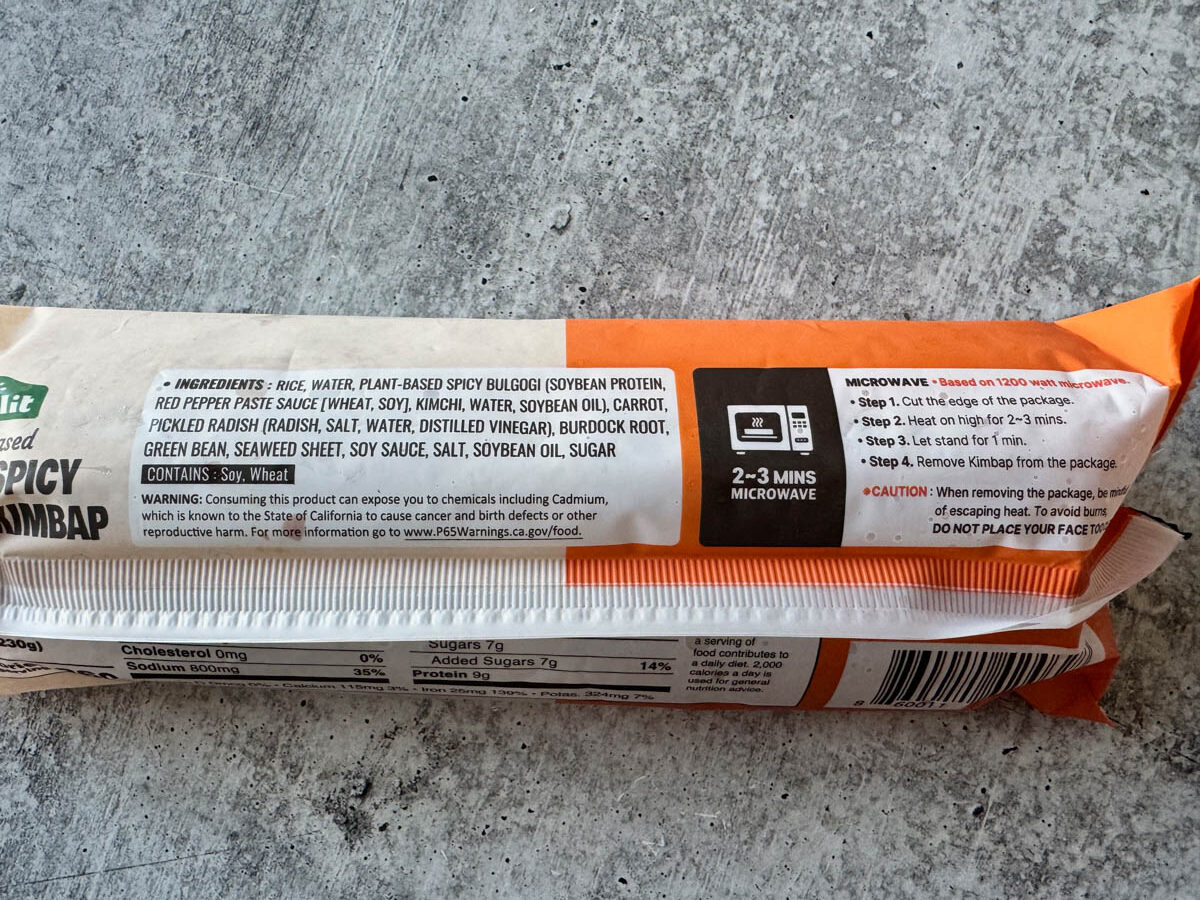 lit
SPICY
KIMBAP
• INGREDIENTS : RICE, WATER, PLANT-BASED SPICY BULGOGI (SOYBEAN PROTEIN,
RED PEPPER PASTE SAUCE [WHEAT, SOY], KIMCHI, WATER, SOYBEAN OIL), CARROT,
PICKLED RADISH (RADISH, SALT, WATER, DISTILLED VINEGAR), BURDOCK ROOT,
GREEN BEAN, SEAWEED SHEET, SOY SAUCE, SALT, SOYBEAN OIL, SUGAR
CONTAINS : Soy, Wheat
WARNING: Consuming this product can expose you to chemicals including Cadmium,
which is known to the State of California to cause cancer and birth defects or other
reproductive harm. For more information go to www.P65Warnings.ca.gov/food.
2~3 MINS
MICROWAVE
MICROWAVE • Based on 1200 watt microwave.
• Step 1. Cut the edge of the package.
• Step 2. Heat on high for 2~3 mins.
• Step 3. Let stand for 1 min.
• Step 4. Remove Kimbap from the package.
※CAUTION : When removing the package, be mindful
of escaping heat. To avoid burns,
DO NOT PLACE YOUR FACE TOO
230g)
Cholesterol 0mg 0%
Sodium 800mg 35%
Sugars 7g
Added Sugars 7g 14%
Protein 9g
Calcium 115mg 3% • Iron 25mg 139% • Potas. 324mg 7%
a serving of
food contributes to
a daily diet. 2,000
calories a day is
used for general
nutrition advice.
8 60011